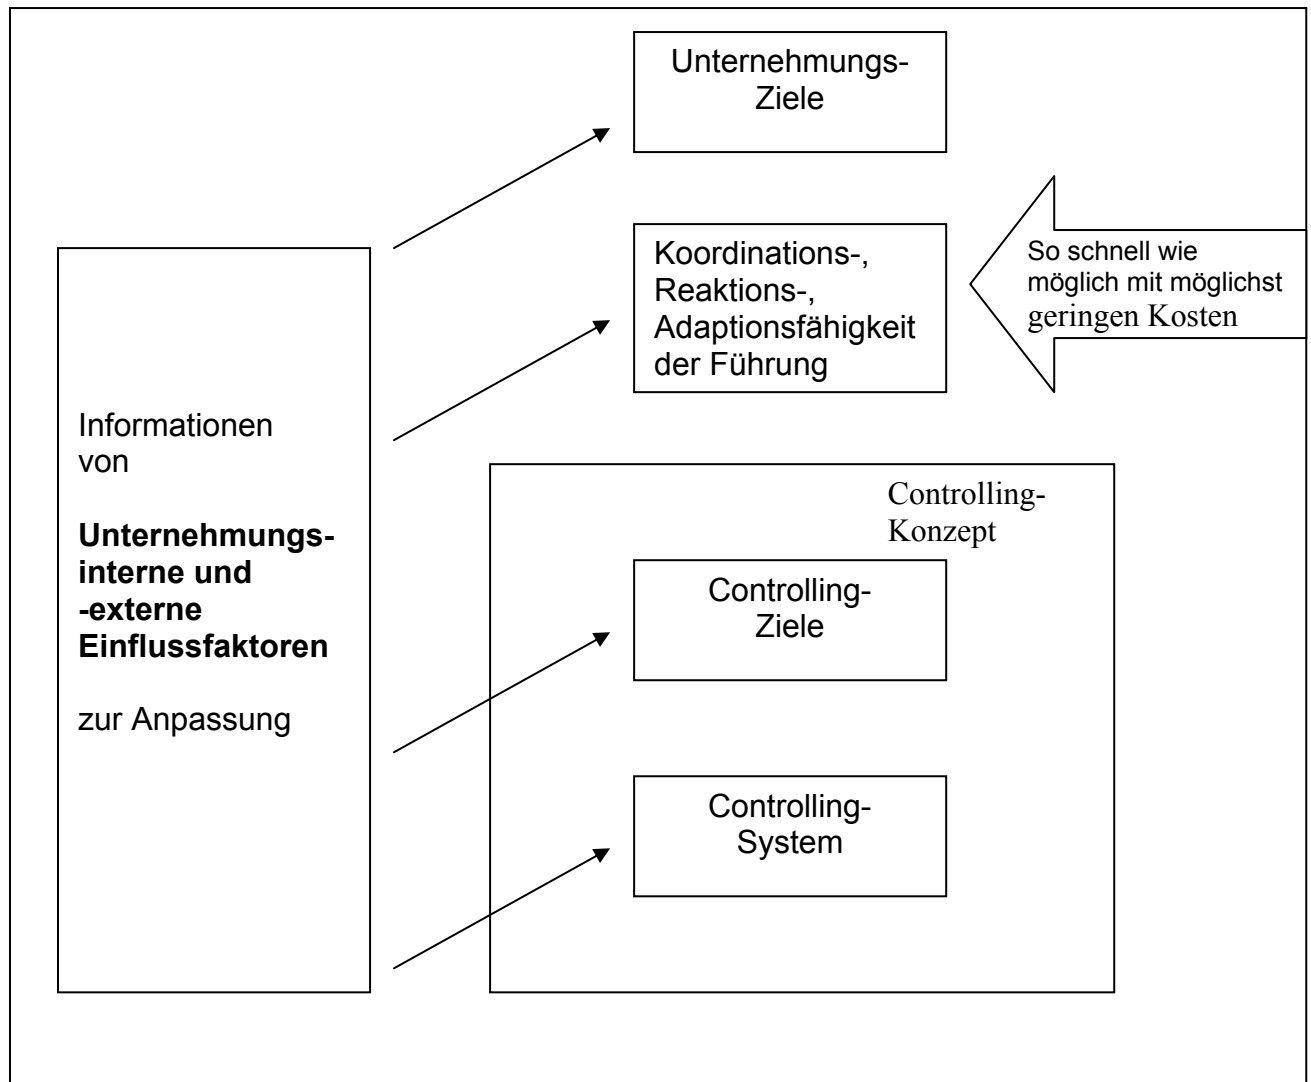 Unternehmungs-
Ziele
Koordinations-,
Reaktions-,
Adaptionsfähigkeit
der Führung
So schnell wie
möglich mit möglichst
geringen Kosten
Informationen
von
Unternehmungs-
interne und
-externe
Einflussfaktoren
zur Anpassung
Controlling-
Konzept
Controlling-
Ziele
Controlling-
System